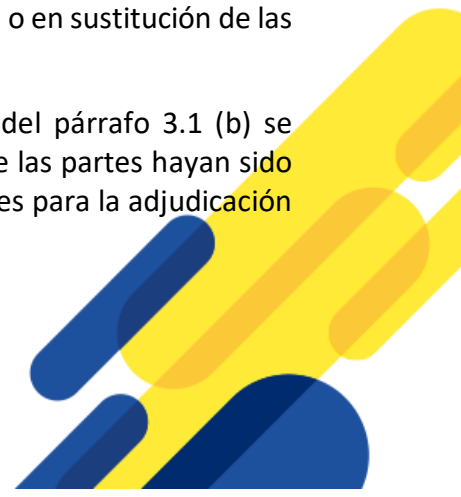 o en sustitución de las
del párrafo 3.1 (b) se
e las partes hayan sido
es para la adjudicación